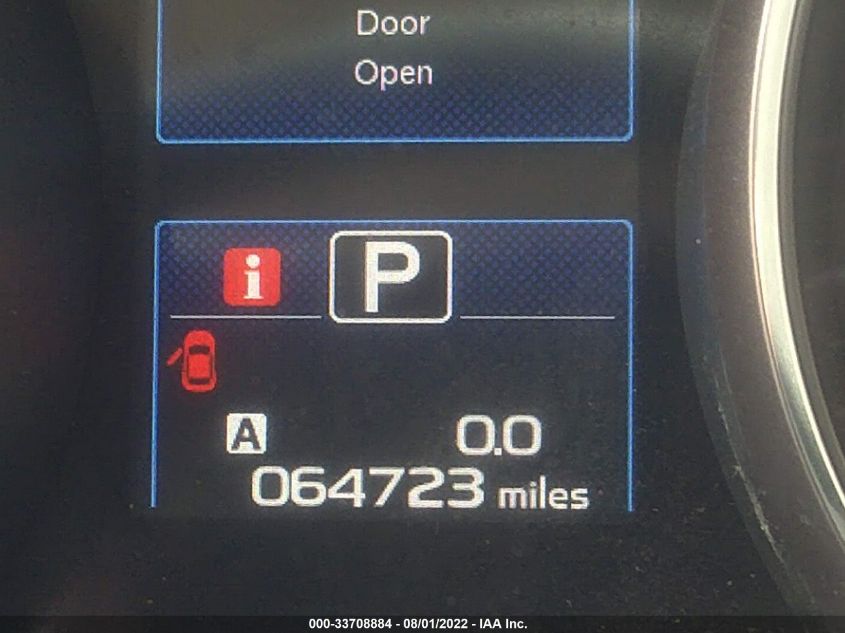 Door
Open
i
P
A 0.0
064723 miles
000-33708884 - 08/01/2022 - IAA Inc.